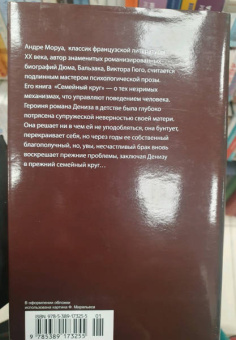 Андре Моруа, классик французской литературы
XX века, автор знаменитых романизированных
биографий Дюма, Бальзака, Виктора Гюго, считается
подлинным мастером психологической прозы.
Его книга «Семейный круг» — о тех незримых
механизмах, что управляют поведением человека.
Героиня романа Дениза в детстве была глубоко
потрясена супружеской неверностью своей матери.
Она решает ни в чем ей не уподобляться, она бунтует,
перекраивает себя, но через годы ее собственный
благополучный, но, увы, несчастливый брак вновь
воскрешает прежние проблемы, заключая Денизу
в прежний семейный круг…
В оформлении обложки
использована картина
ISBN 978-5-389-17325-5
01
9 785389 173255